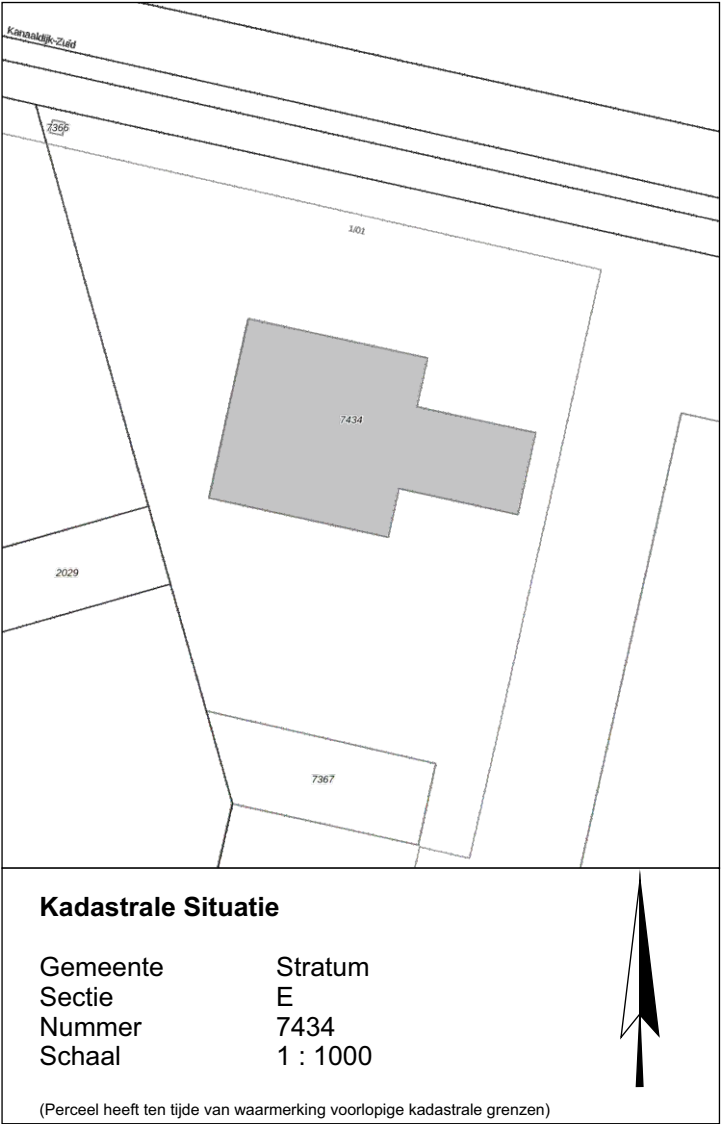 Kanaaldijk-Zuid
7366
1/01
7434
2029
7367
Kadastrale Situatie
Gemeente Stratum
Sectie E
Nummer 7434
Schaal 1 : 1000
(Perceel heeft ten tijde van waarmerking voorlopige kadastrale grenzen)